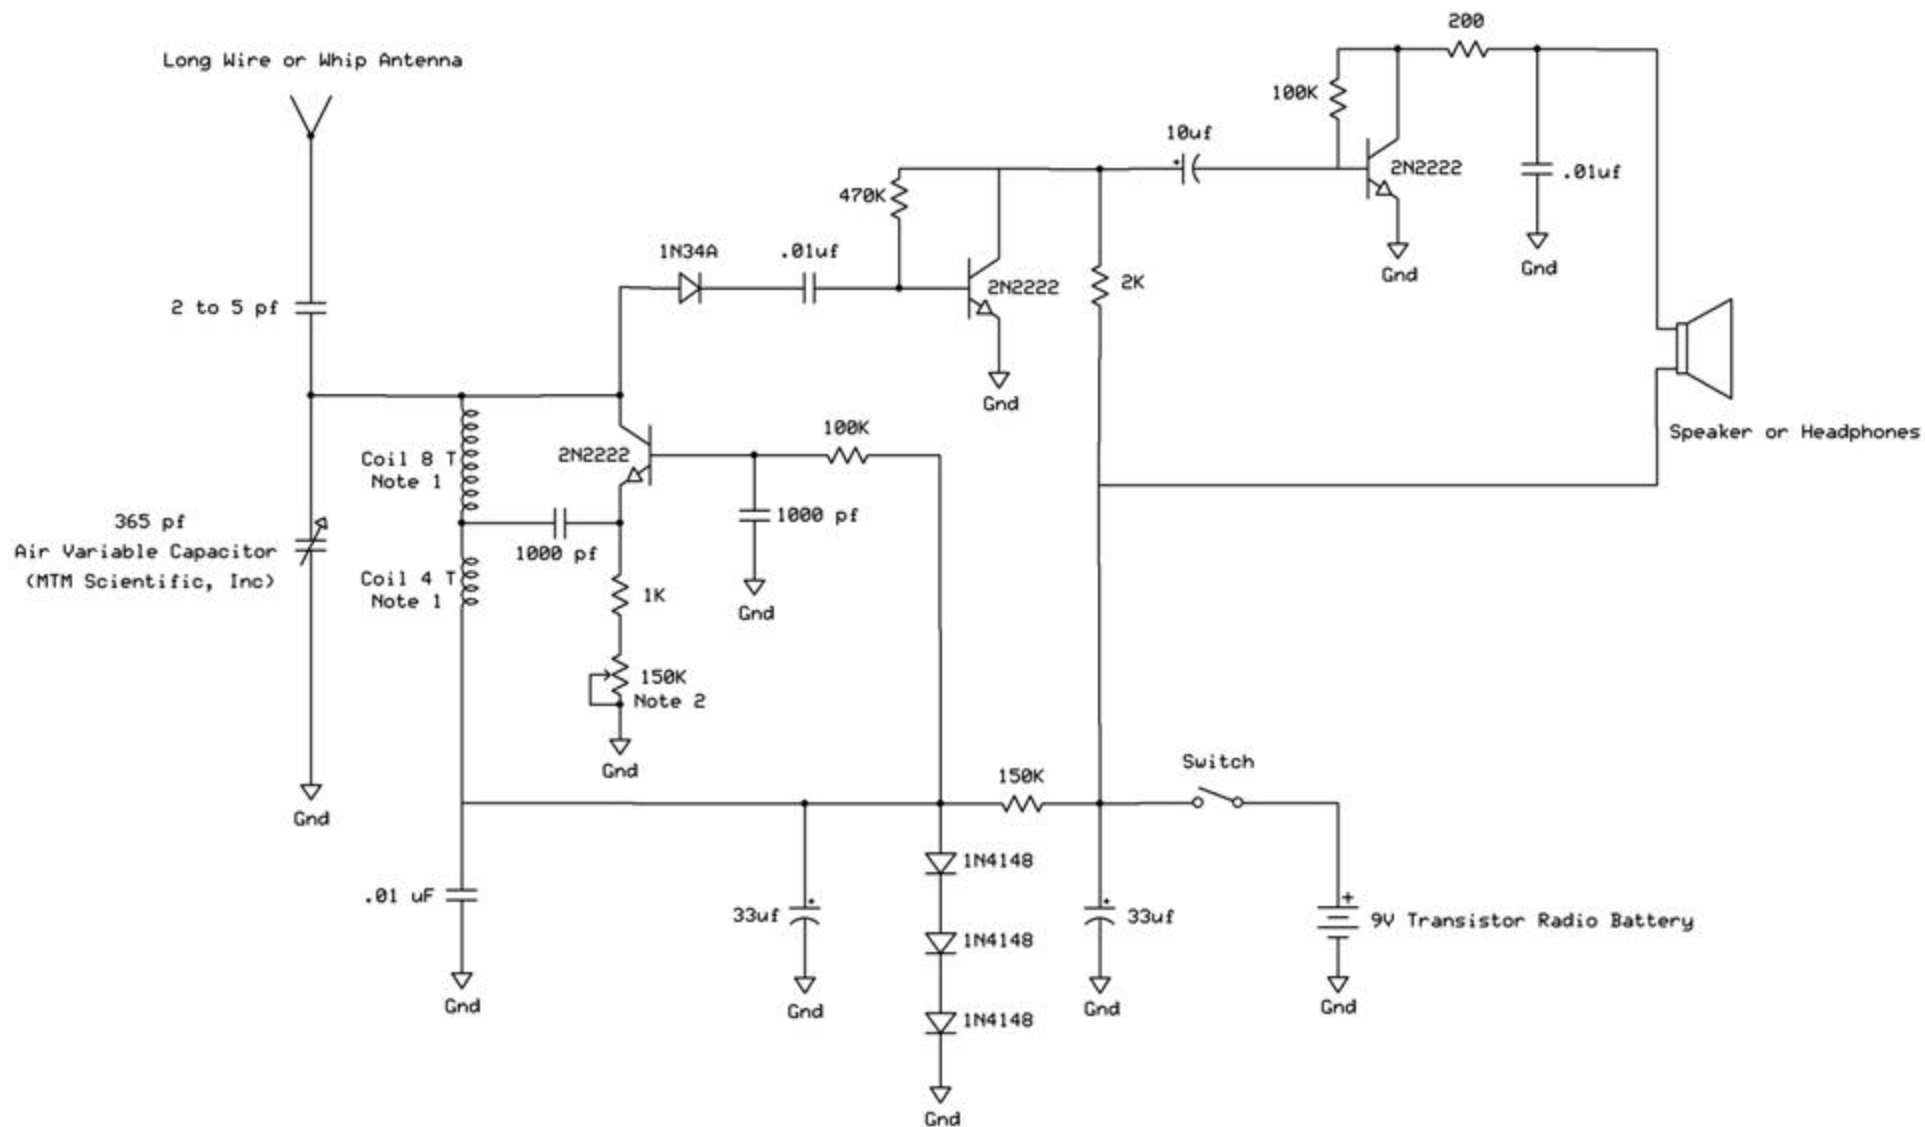 200
Long Wire or Whip Antenna
100K
10uf
2N2222
.01uf
470K
1N34A
.01uf
Gnd
Gnd
2N2222
2K
2 to 5 pf
Gnd
100K
Speaker or Headphones
Coil 8 T
Note 1
2N2222
365 pf
Air Variable Capacitor
(MTM Scientific, Inc)
1000 pf
1000 pf
Coil 4 T
Note 1
1K
Gnd
150K
Note 2
Gnd
Switch
150K
Gnd
1N4148
.01 uF
33uf
+
33uf
+
+
9V Transistor Radio Battery
1N4148
Gnd
Gnd
Gnd
Gnd
1N4148
Gnd